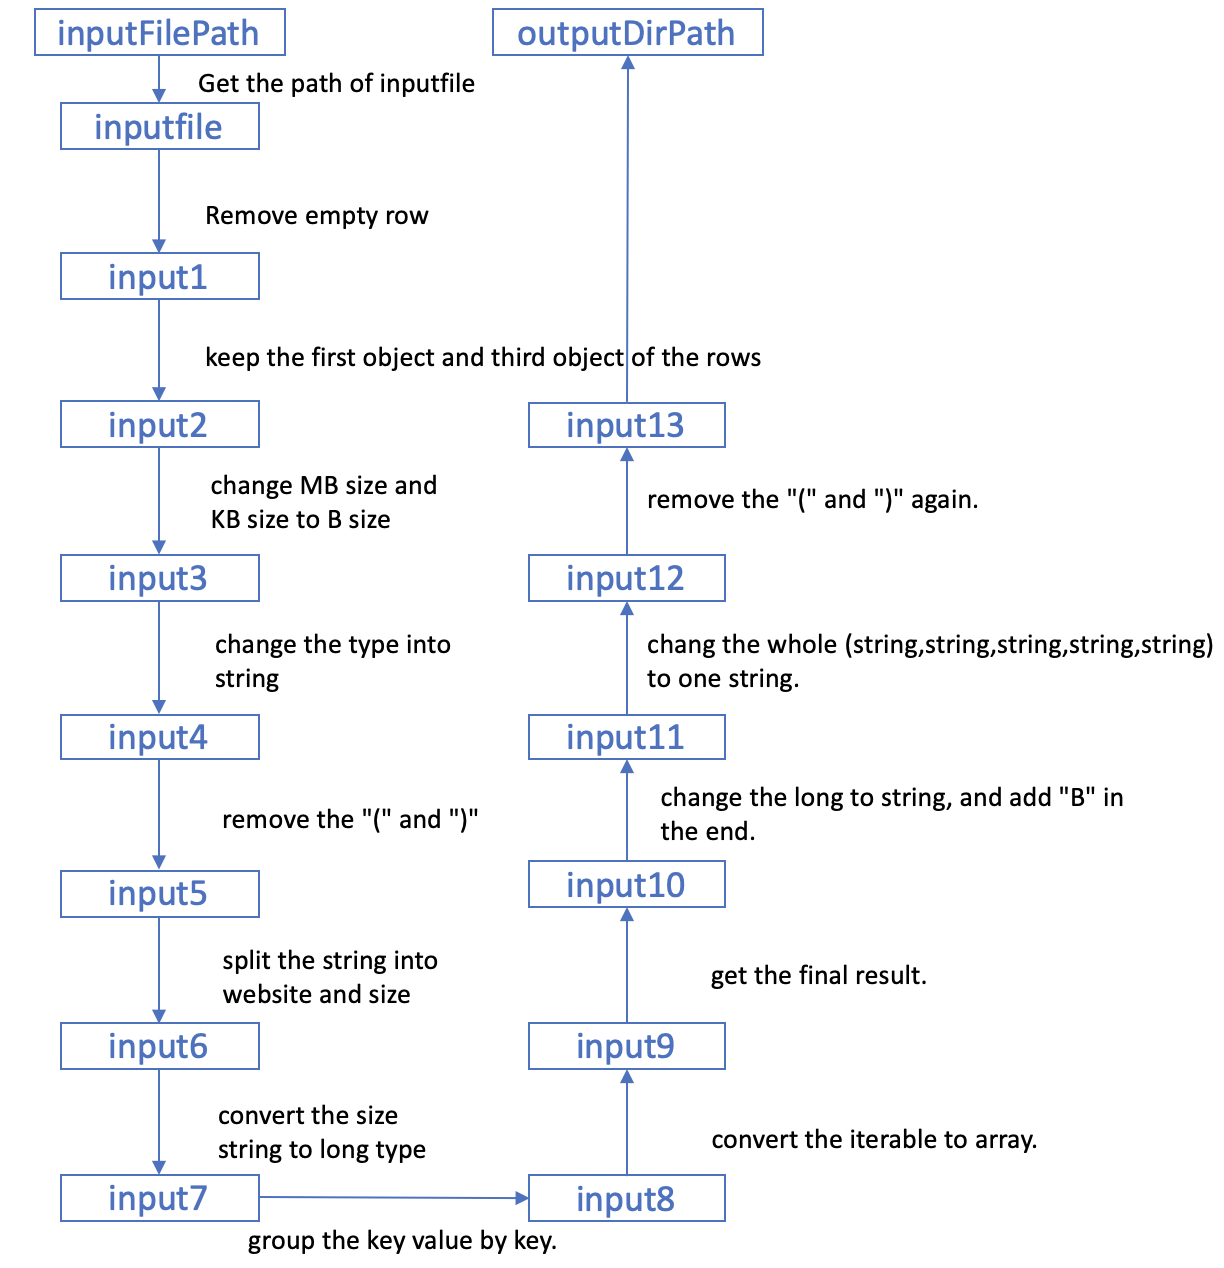 inputFilePath
Get the path of inputfile
inputfile
Remove empty row
input1
keep the first object and third object of the rows
input2
change MB size and
KB size to B size
input3
change the type into
string
input4
remove the "(" and ")"
input5
split the string into
website and size
input6
convert the size
string to long type
input7
group the key value by key.
input8
convert the iterable to array.
input9
get the final result.
input10
change the long to string, and add "B" in
the end.
input11
chang the whole (string,string,string,string,string)
to one string.
input12
remove the "(" and ")" again.
input13
outputDirPath